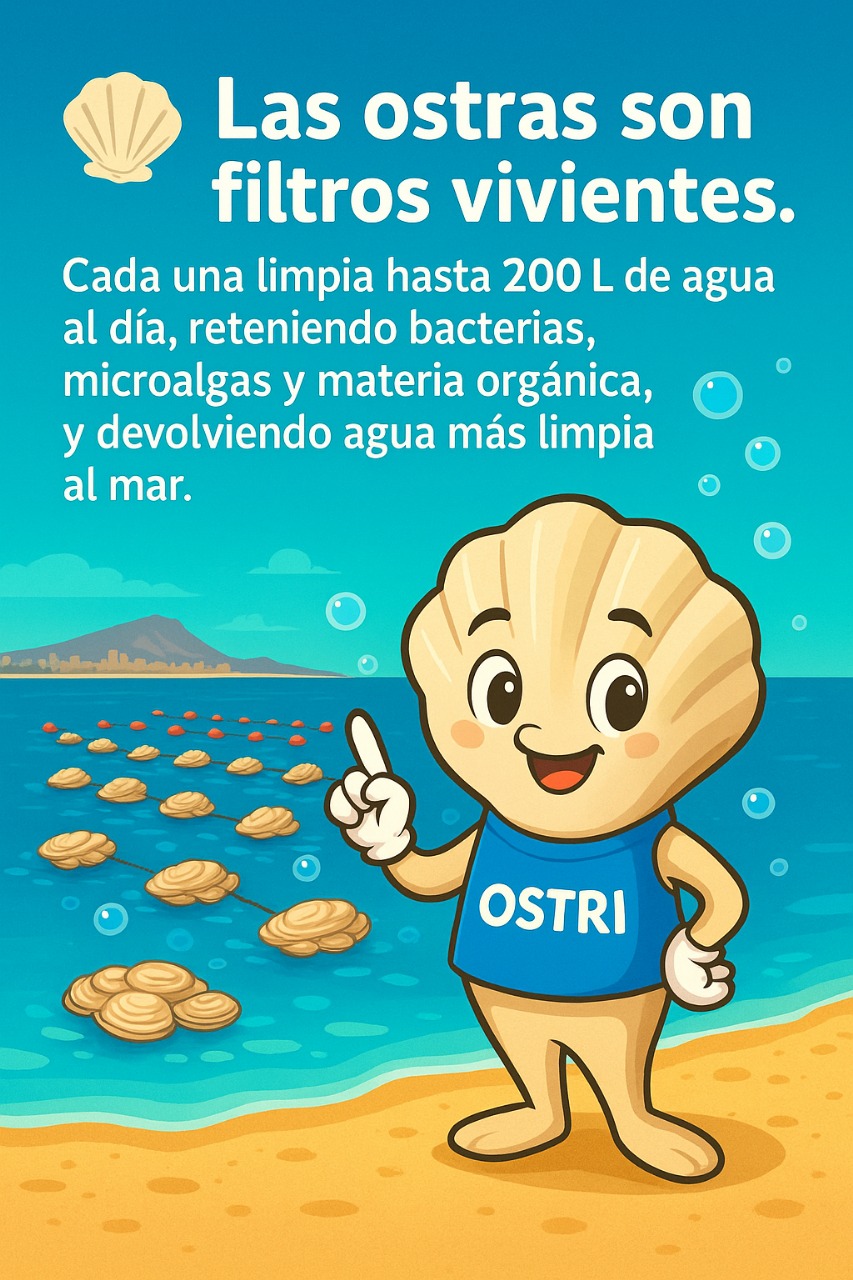 Las ostras son
filtros vivientes.
Cada una limpia hasta 200 L de agua
al día, reteniendo bacterias,
microalgas y materia orgánica,
y devolviendo agua más limpia
al mar.
OSTRI